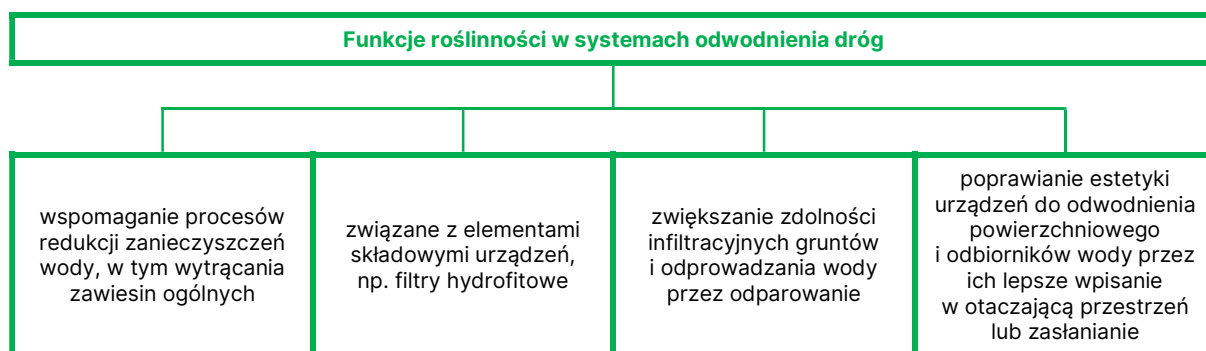 Funkcje roślinności w systemach odwodnienia dróg
wspomaganie procesów
redukcji zanieczyszczeń
wody, w tym wytrącania
zawiesin ogólnych
związane z elementami
składowymi urządzeń,
np. filtry hydrofitowe
zwiększanie zdolności
infiltracyjnych gruntów
i odprowadzania wody
przez odparowanie
poprawianie estetyki
urządzeń do odwodnienia
powierzchniowego
i odbiorników wody przez
ich lepsze wpisanie
w otaczającą przestrzeń
lub zasłanianie